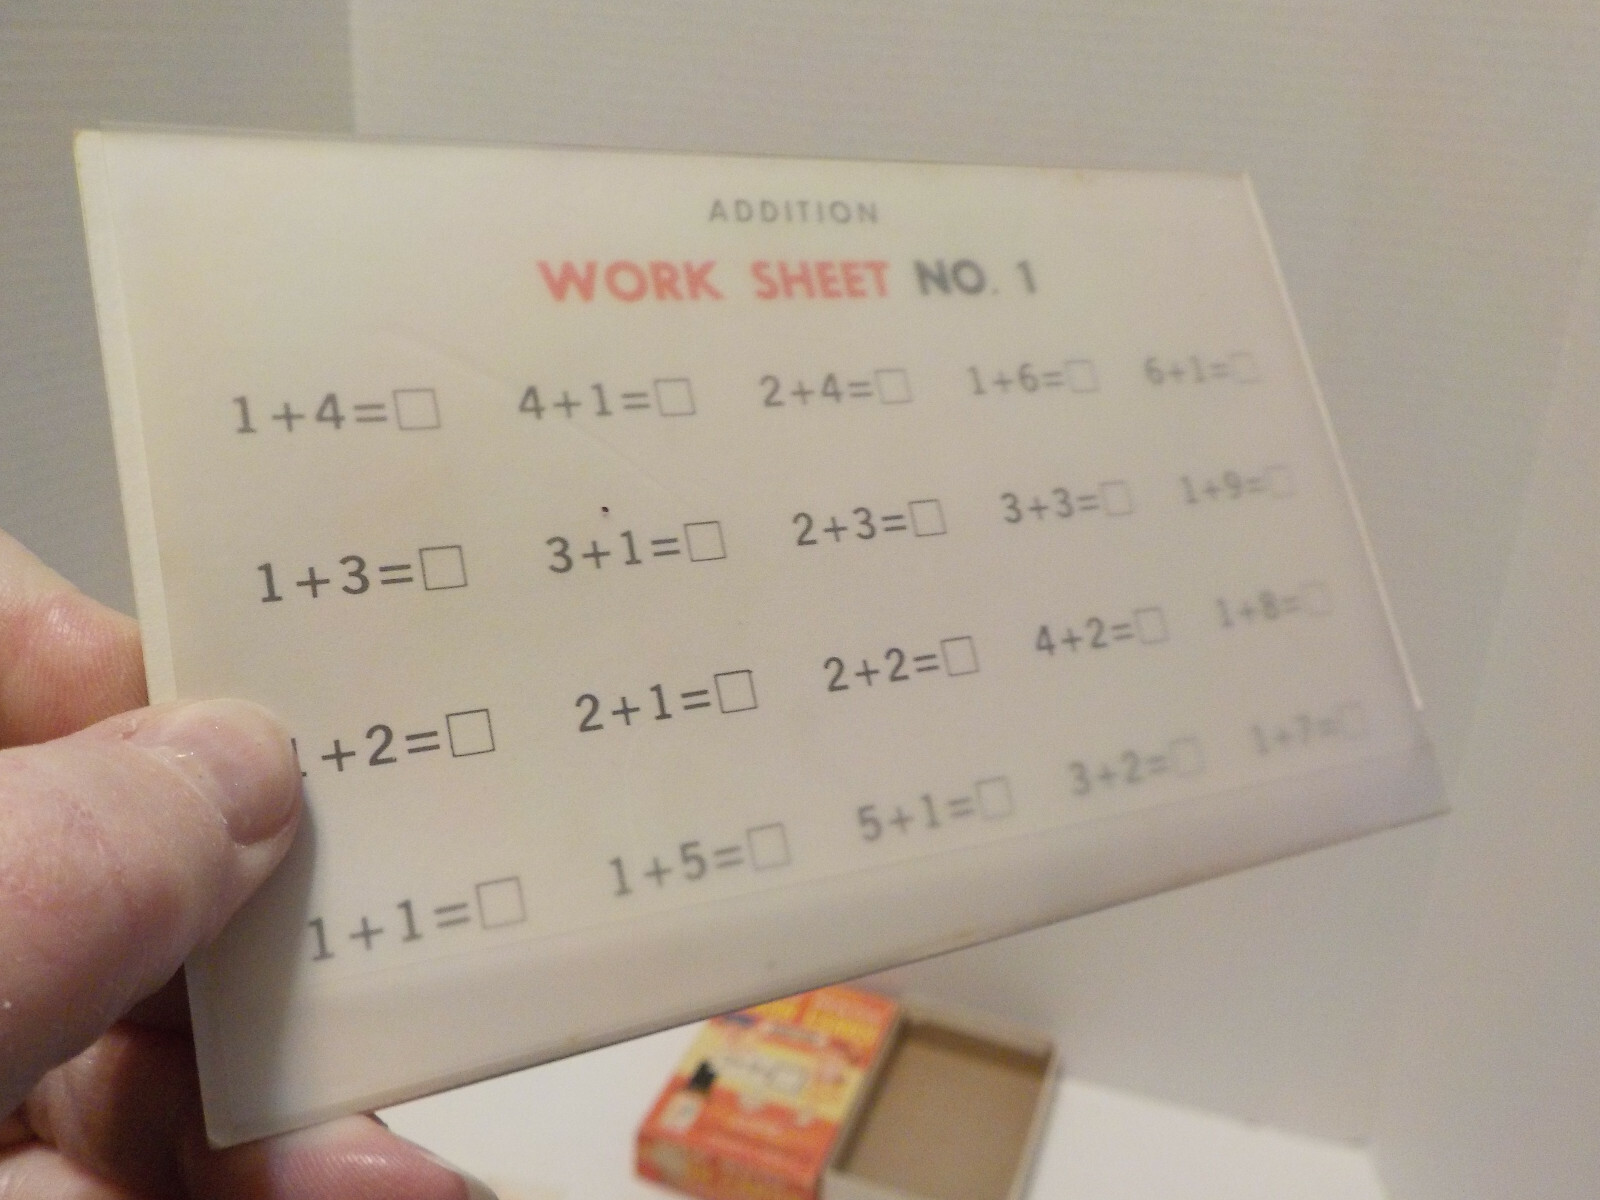 ADDITION
WORK SHEET NO. 1
1+4=□ 4+1=□ 2+4=□ 1+6=□ 6+1=□
1+3=□ 3+1=□ 2+3=□ 3+3=□ 1+9=□
1+2=□ 2+1=□ 2+2=□ 4+2=□ 1+8=□
1+1=□ 1+5=□ 5+1=□ 3+2=□ 1+7=□